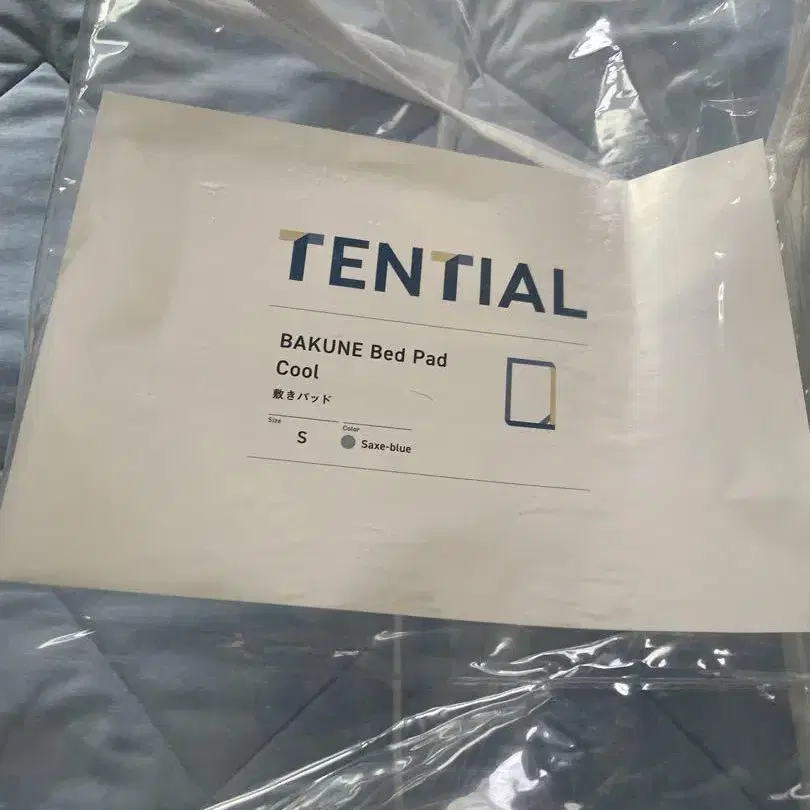 TENTIAL
BAKUNE Bed Pad
Cool
敷きパッド
Size
S
Color
Saxe-blue